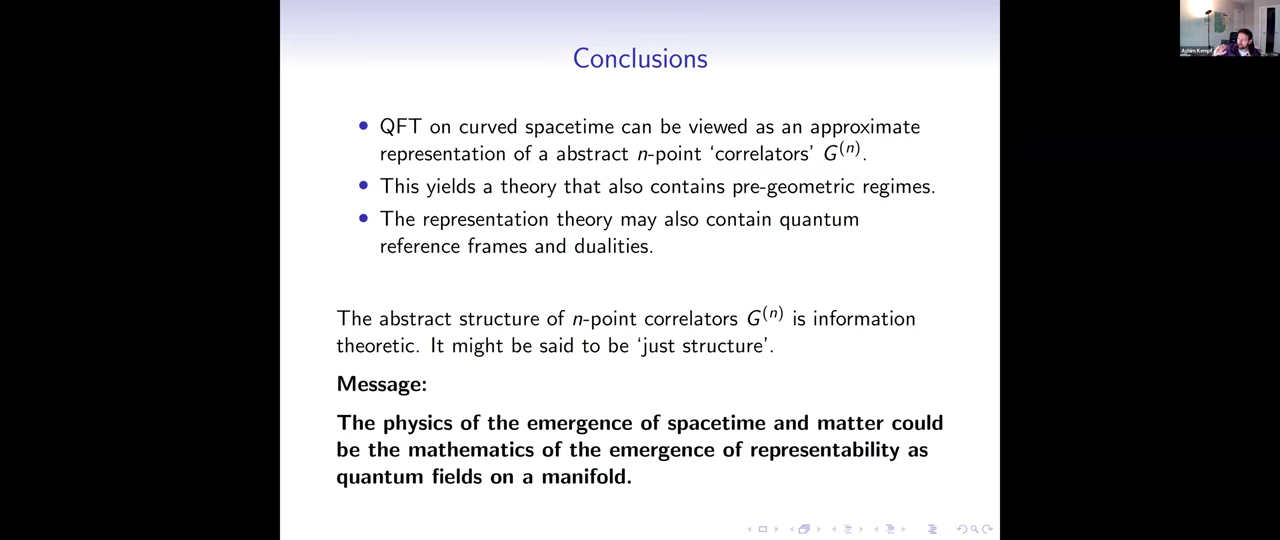 Conclusions
Achim Kempf
• QFT on curved spacetime can be viewed as an approximate
representation of a abstract n-point ‘correlators’ G⁽ⁿ⁾.
• This yields a theory that also contains pre-geometric regimes.
• The representation theory may also contain quantum
reference frames and dualities.
The abstract structure of n-point correlators G⁽ⁿ⁾ is information
theoretic. It might be said to be ‘just structure’.
Message:
The physics of the emergence of spacetime and matter could
be the mathematics of the emergence of representability as
quantum fields on a manifold.